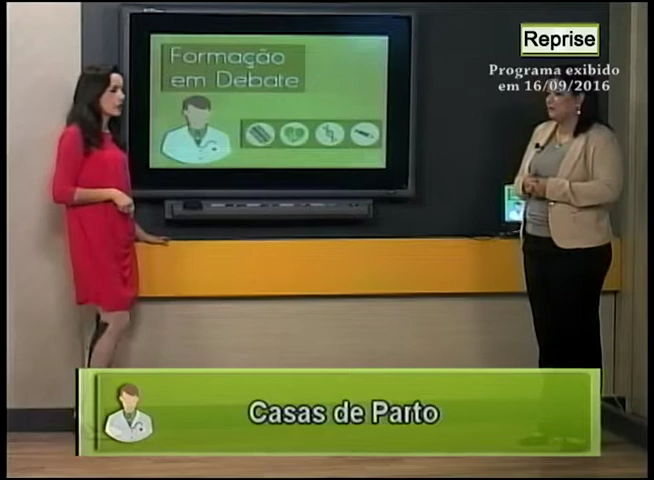 Reprise
Programa exibido
em 16/09/2016
Formação
em Debate
Casas de Parto